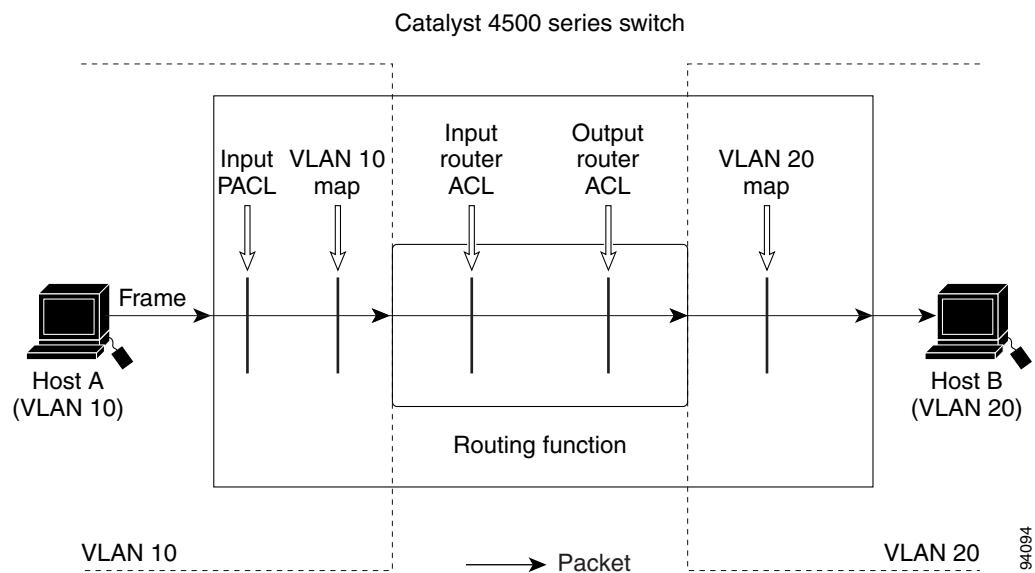 Catalyst 4500 series switch
Input
PACL
VLAN 10
map
Input
router
ACL
Output
router
ACL
VLAN 20
map
Frame
Host A
(VLAN 10)
Host B
(VLAN 20)
Routing function
VLAN 10
Packet
VLAN 20
94094